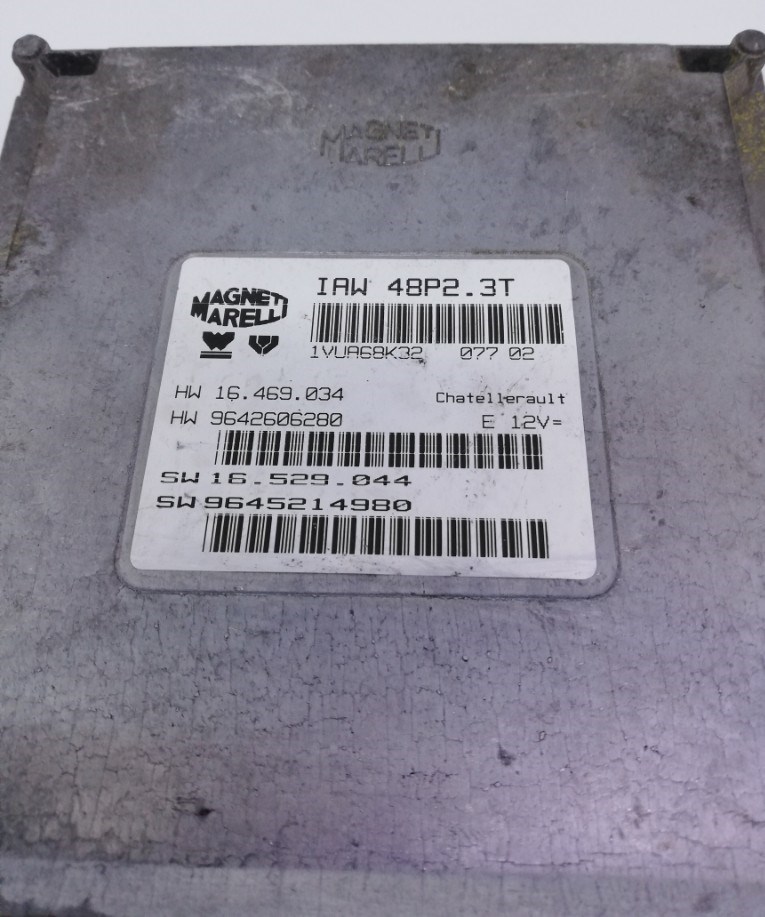 MAGNETI
MARELLI
IAW 48P2.3T
MAGNETI
MARELLI
1VUA68K32 077 02
HW 16.469.034 Chatellerault
HW 9642606280 E 12V=
SW 16.529.044
SW 9645214980